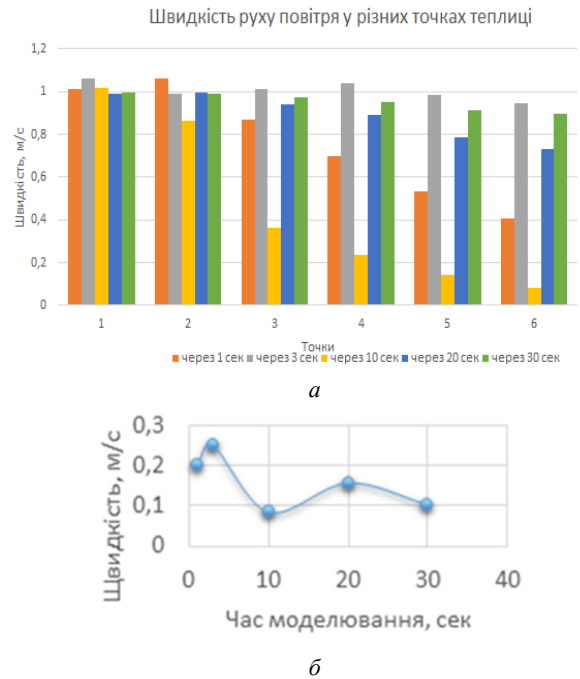 Швидкість руху повітря у різних точках теплиці
Швидкість, м/с
1,2
1
0,8
0,6
0,4
0,2
0
1 2 3 4 5 6
Точки
через 1 сек через 3 сек через 10 сек через 20 сек через 30 сек
а
Щвидкість, м/с
0,3
0,2
0,1
0
0 10 20 30 40
Час моделювання, сек
б